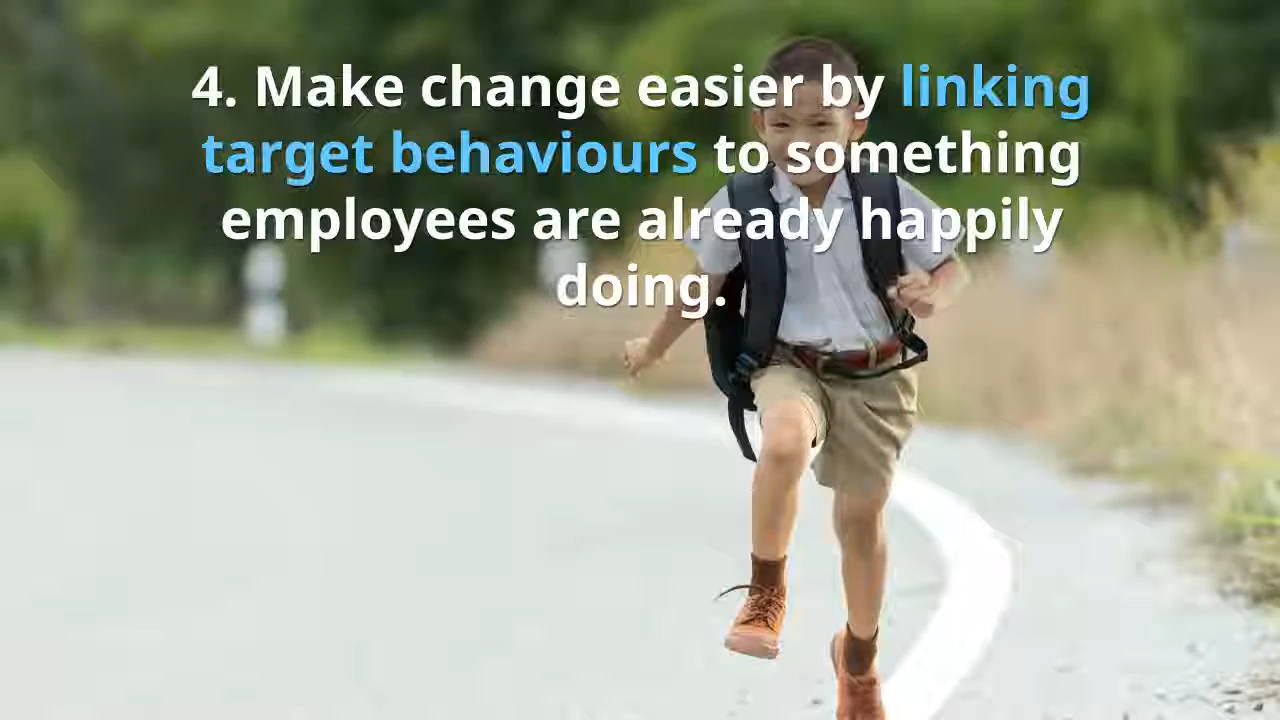 4. Make change easier by linking
target behaviours to something
employees are already happily
doing.